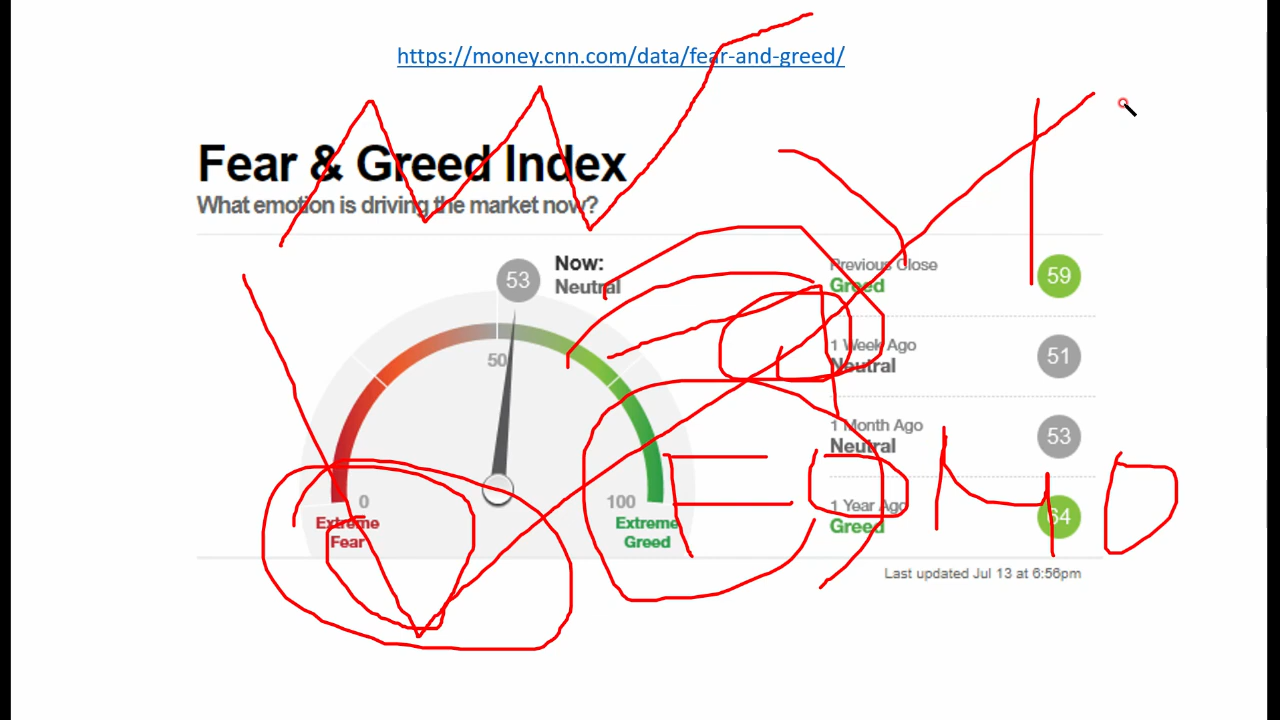 https://money.cnn.com/data/fear-and-greed/
Fear & Greed Index
What emotion is driving the market now?
53
Now:
Neutral
50
0
100
Extreme
Fear
Extreme
Greed
Previous Close
Greed
59
1 Week Ago
Neutral
51
1 Month Ago
Neutral
53
1 Year Ago
Greed
64
Last updated Jul 13 at 6:56pm